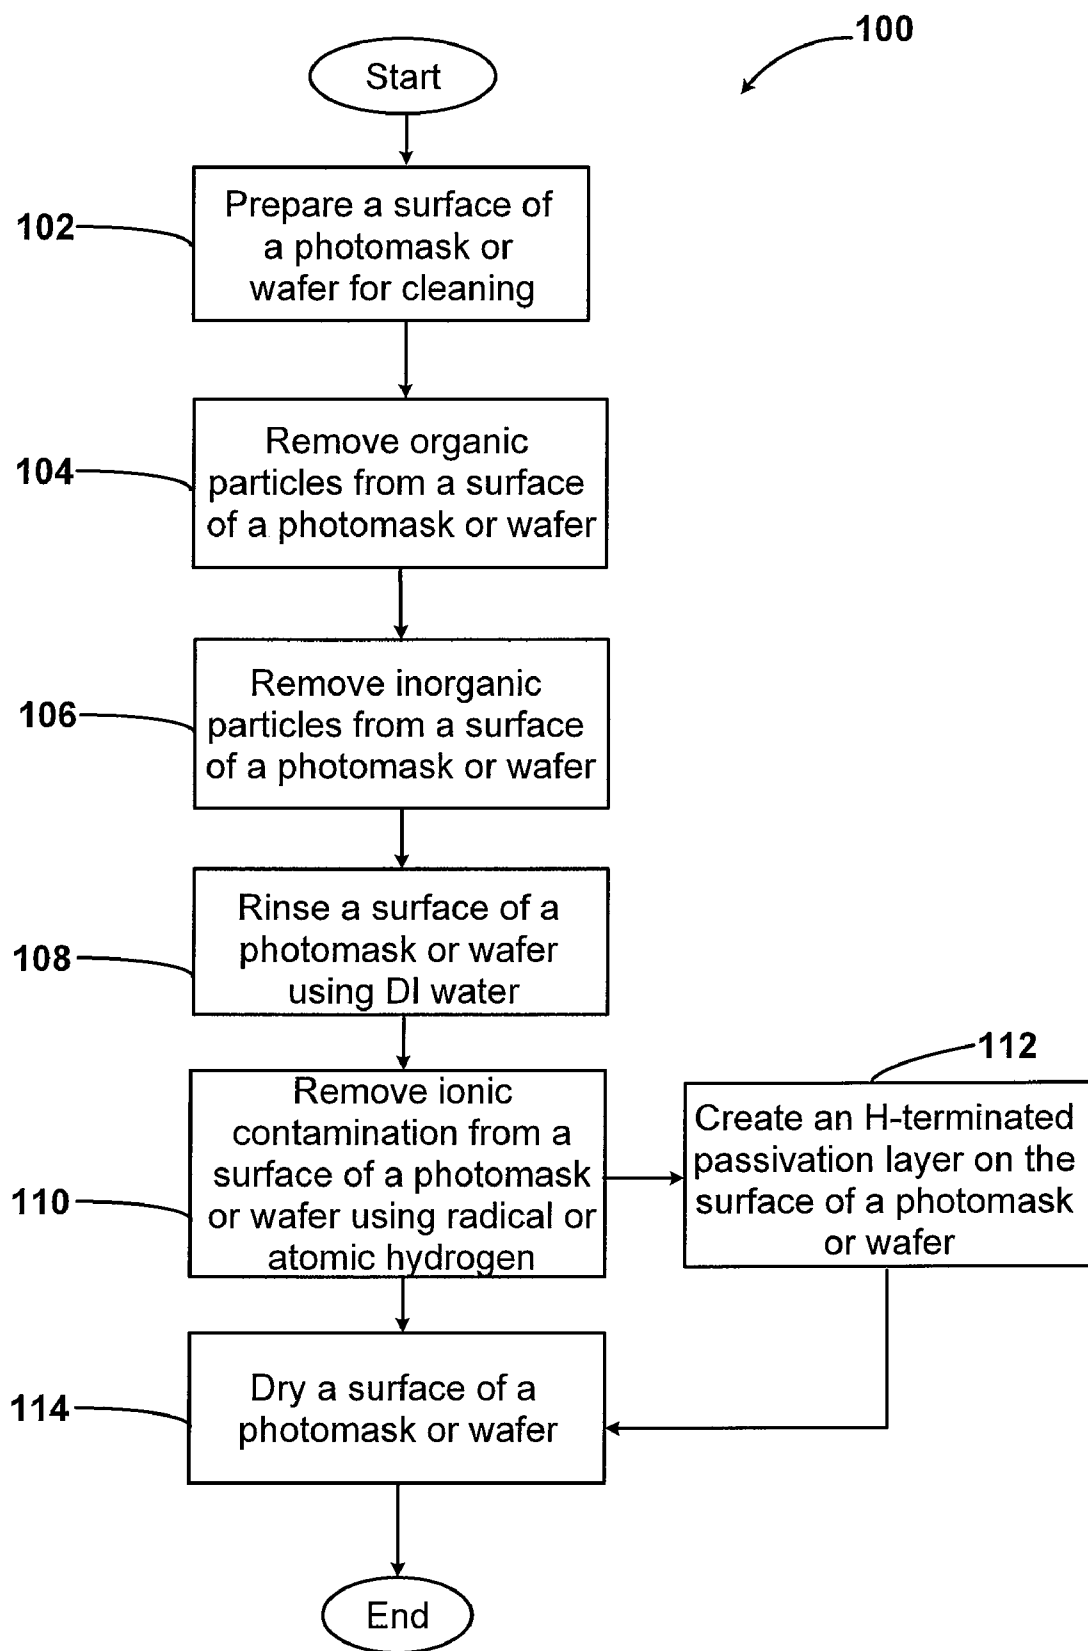 100
Start
102
Prepare a surface of
a photomask or
wafer for cleaning
104
Remove organic
particles from a surface
of a photomask or wafer
106
Remove inorganic
particles from a surface
of a photomask or wafer
108
Rinse a surface of a
photomask or wafer
using DI water
110
Remove ionic
contamination from a
surface of a photomask
or wafer using radical or
atomic hydrogen
112
Create an H-terminated
passivation layer on the
surface of a photomask
or wafer
114
Dry a surface of a
photomask or wafer
End